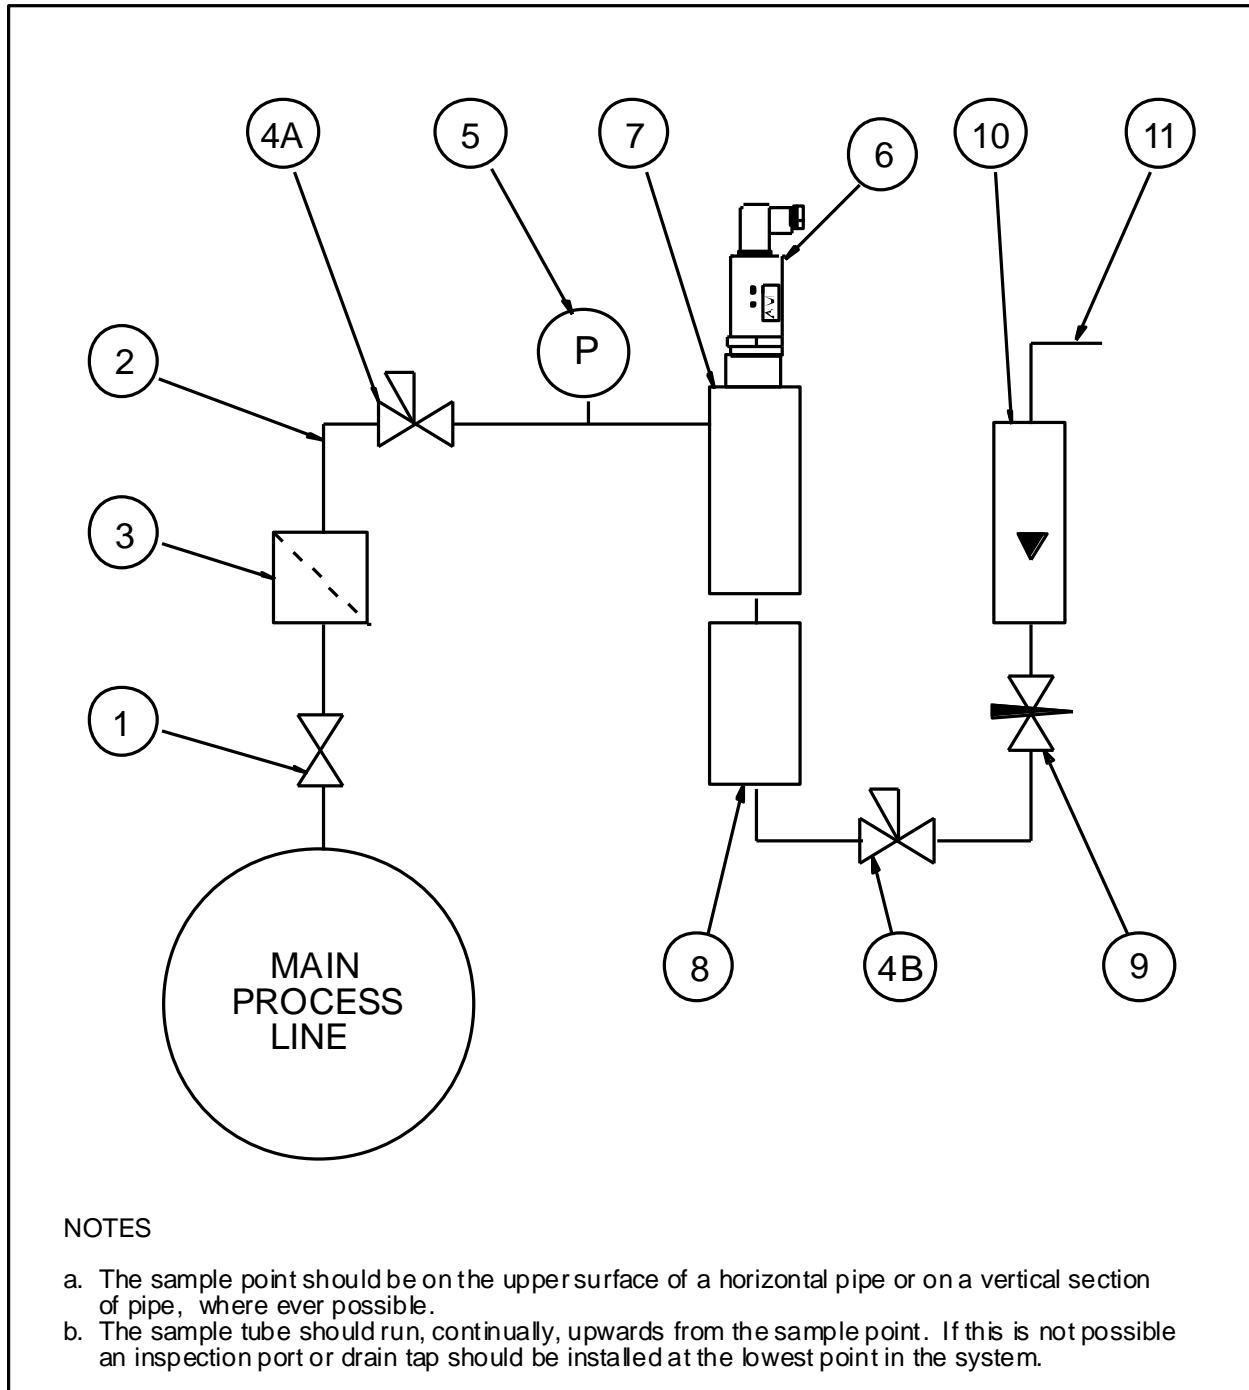 4A
5
7
6
10
11
2
P
3
1
MAIN
PROCESS
LINE
8
4B
9
NOTES
a. The sample point should be on the upper surface of a horizontal pipe or on a vertical section
of pipe, where ever possible.
b. The sample tube should run, continually, upwards from the sample point. If this is not possible
an inspection port or drain tap should be installed at the lowest point in the system.